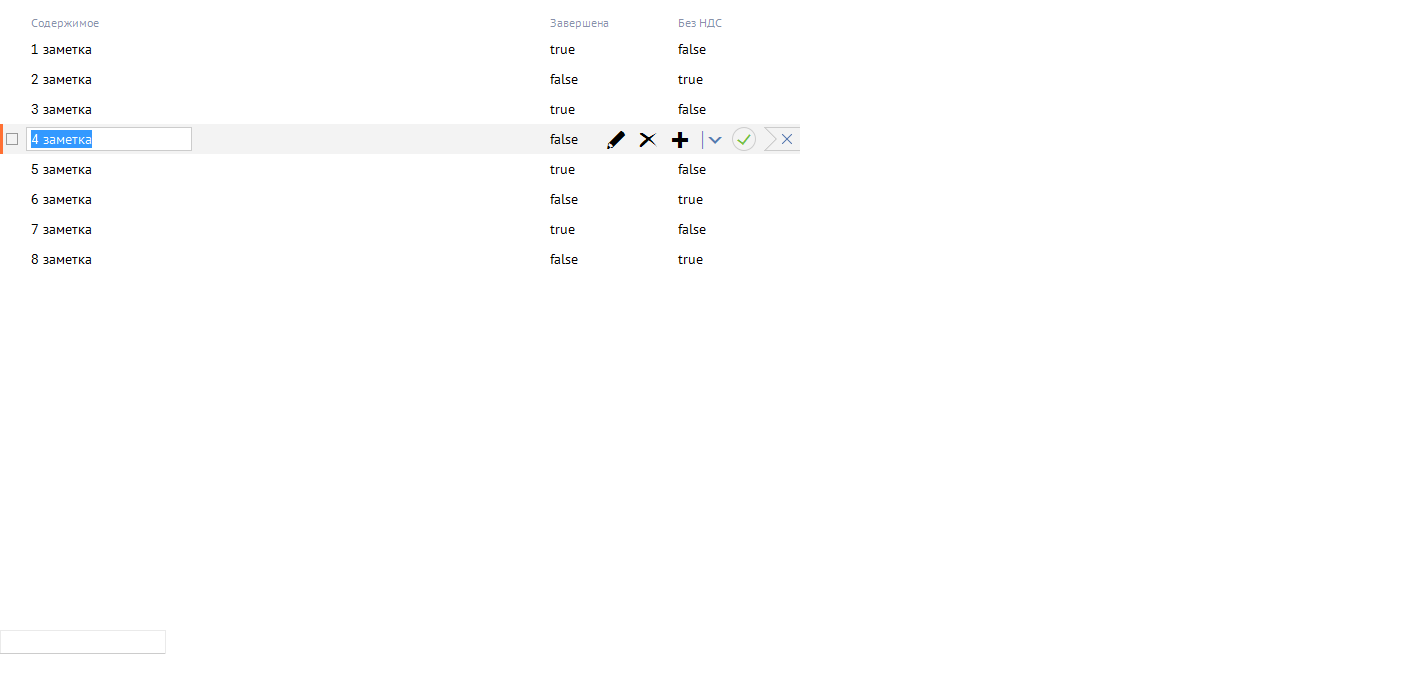 Содержимое Завершена Без НДС
1 заметка true false
2 заметка false true
3 заметка true false
4 заметка false
5 заметка true false
6 заметка false true
7 заметка true false
8 заметка false true